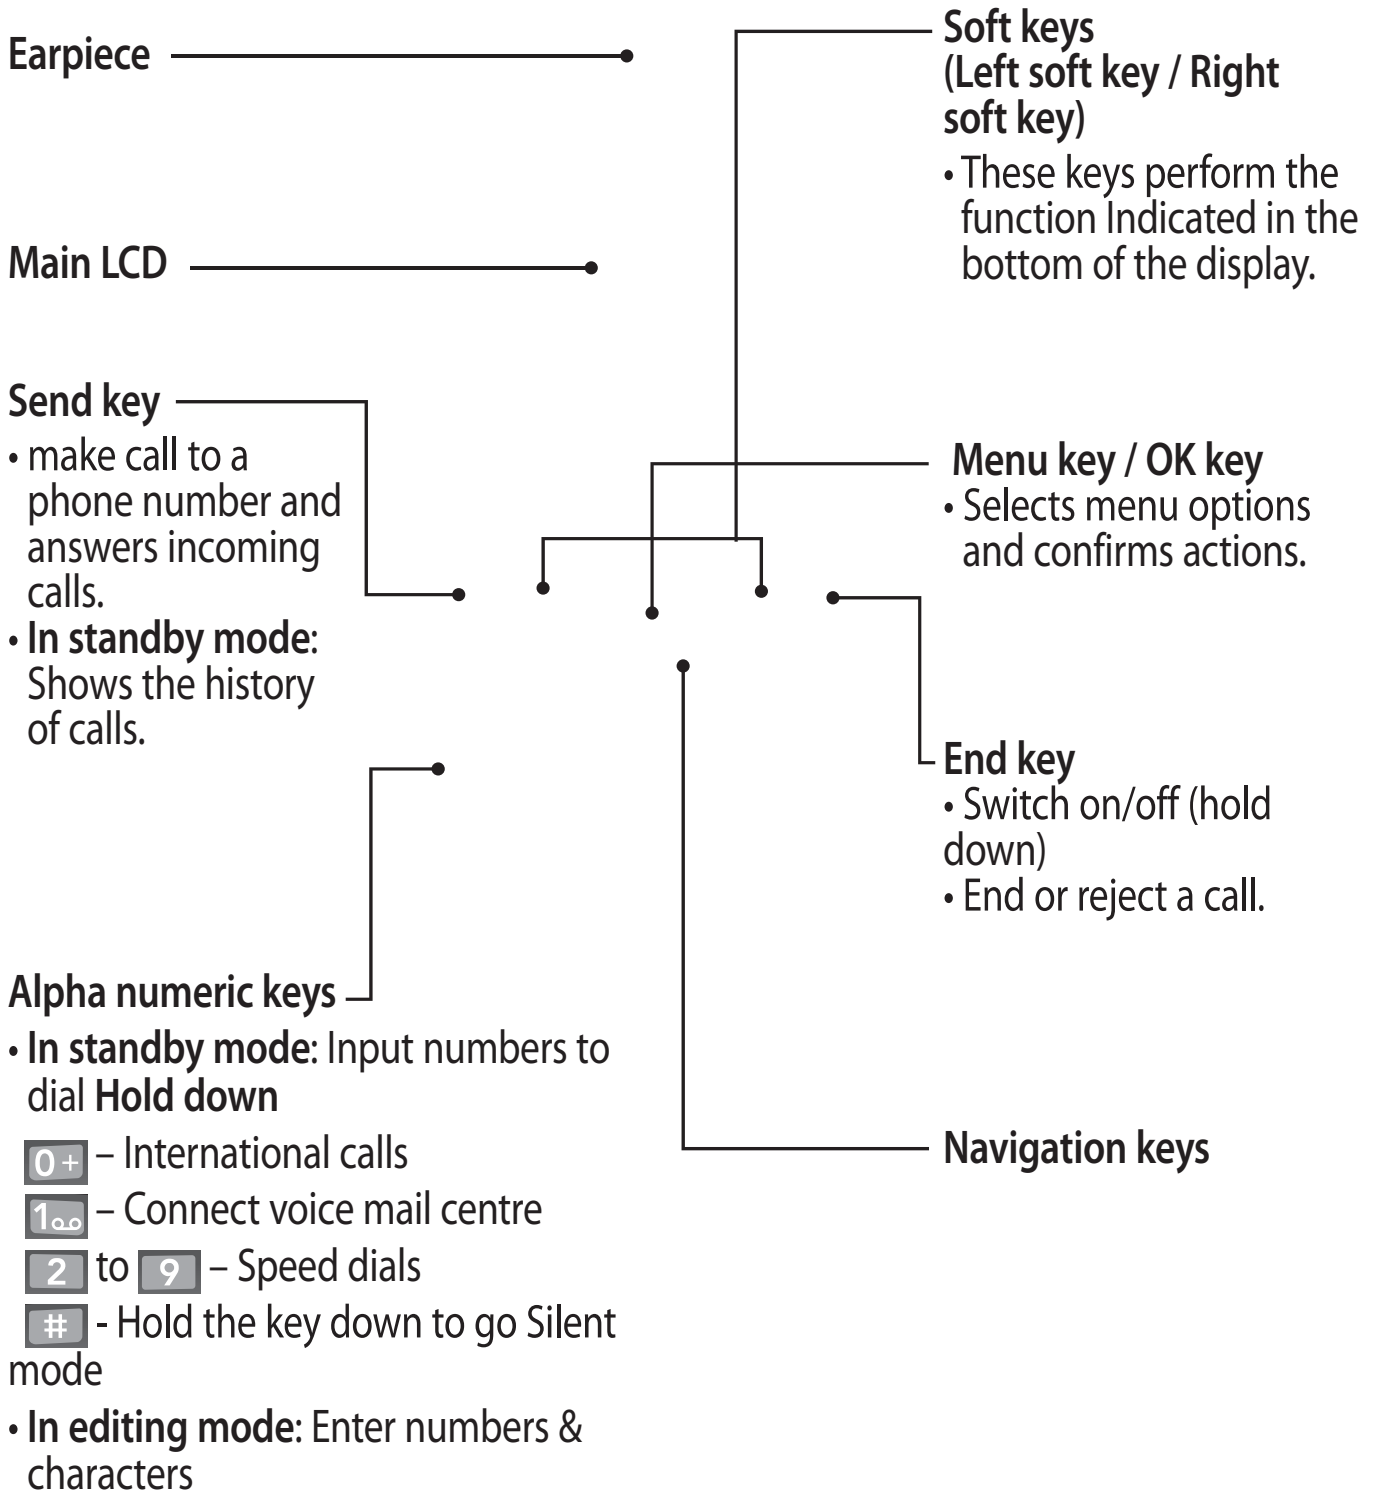 Earpiece
Main LCD
Send key
• make call to a
phone number and
answers incoming
calls.
• In standby mode:
Shows the history
of calls.
Alpha numeric keys
• In standby mode: Input numbers to
dial Hold down
0+ – International calls
1 – Connect voice mail centre
2 to 9 – Speed dials
# - Hold the key down to go Silent
mode
• In editing mode: Enter numbers &
characters
Soft keys
(Left soft key / Right
soft key)
• These keys perform the
function Indicated in the
bottom of the display.
Menu key / OK key
• Selects menu options
and confirms actions.
End key
• Switch on/off (hold
down)
• End or reject a call.
Navigation keys